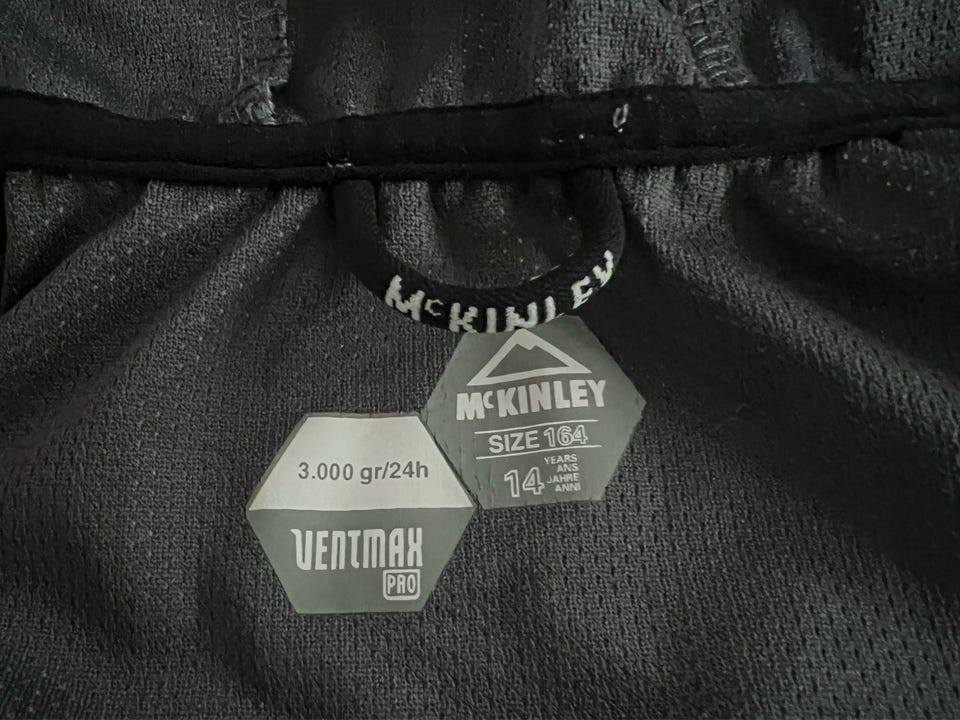 McKINLEY
McKINLEY
SIZE 164
14 YEARS
ANS
JAHRE
ANNI
3.000 gr/24h
VENTMAX
PRO